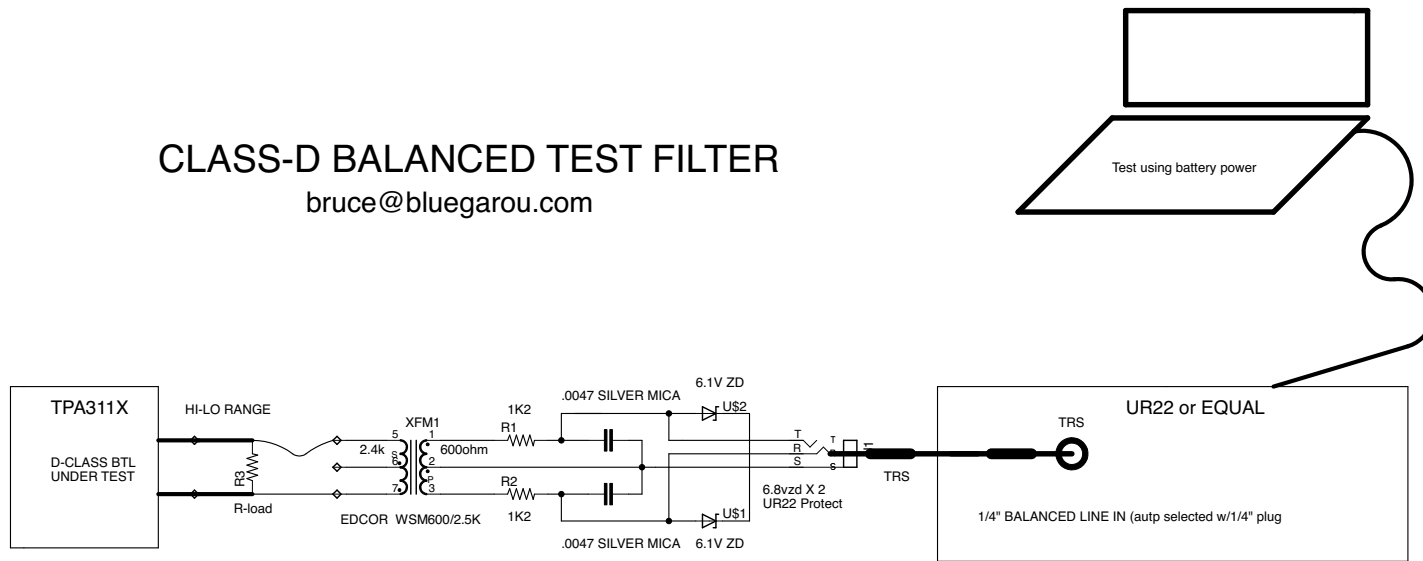 CLASS-D BALANCED TEST FILTER
bruce@bluegarou.com
Test using battery power
TPA311X
D-CLASS BTL
UNDER TEST
HI-LO RANGE
R3
R-load
5
2.4k
S
6
7
XFM1
1
600ohm
2
P
3
EDCOR WSM600/2.5K
1K2
R1
R2
1K2
.0047 SILVER MICA
.0047 SILVER MICA
6.1V ZD
U$2
U$1
6.1V ZD
T
R
S
T
S
6.8vzd X 2
UR22 Protect
TRS
UR22 or EQUAL
TRS
1/4" BALANCED LINE IN (autp selected w/1/4" plug